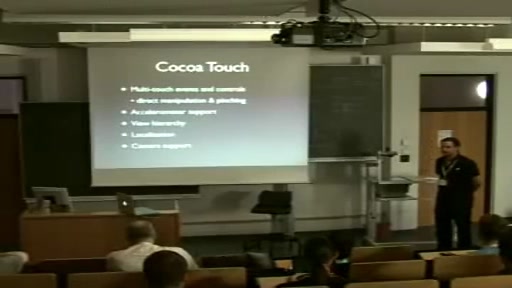 Cocoa Touch
Multi-touch events and controls
direct manipulation & pinching
Accelerometer support
View hierarchy
Localization
Camera support